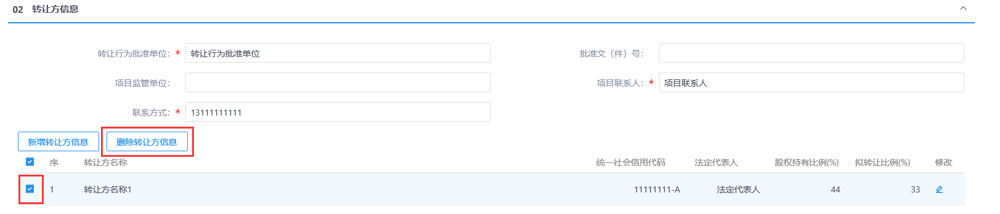 02 转让方信息
转让行为批准单位：* 转让行为批准单位 批准文（件）号：
项目监管单位： 项目联系人：* 项目联系人
联系方式：* 13111111111
新增转让方信息 删除转让方信息
序 转让方名称 统一社会信用代码 法定代表人 股权持有比例(%) 拟转让比例(%) 修改
1 转让方名称1 11111111-A 法定代表人 44 33